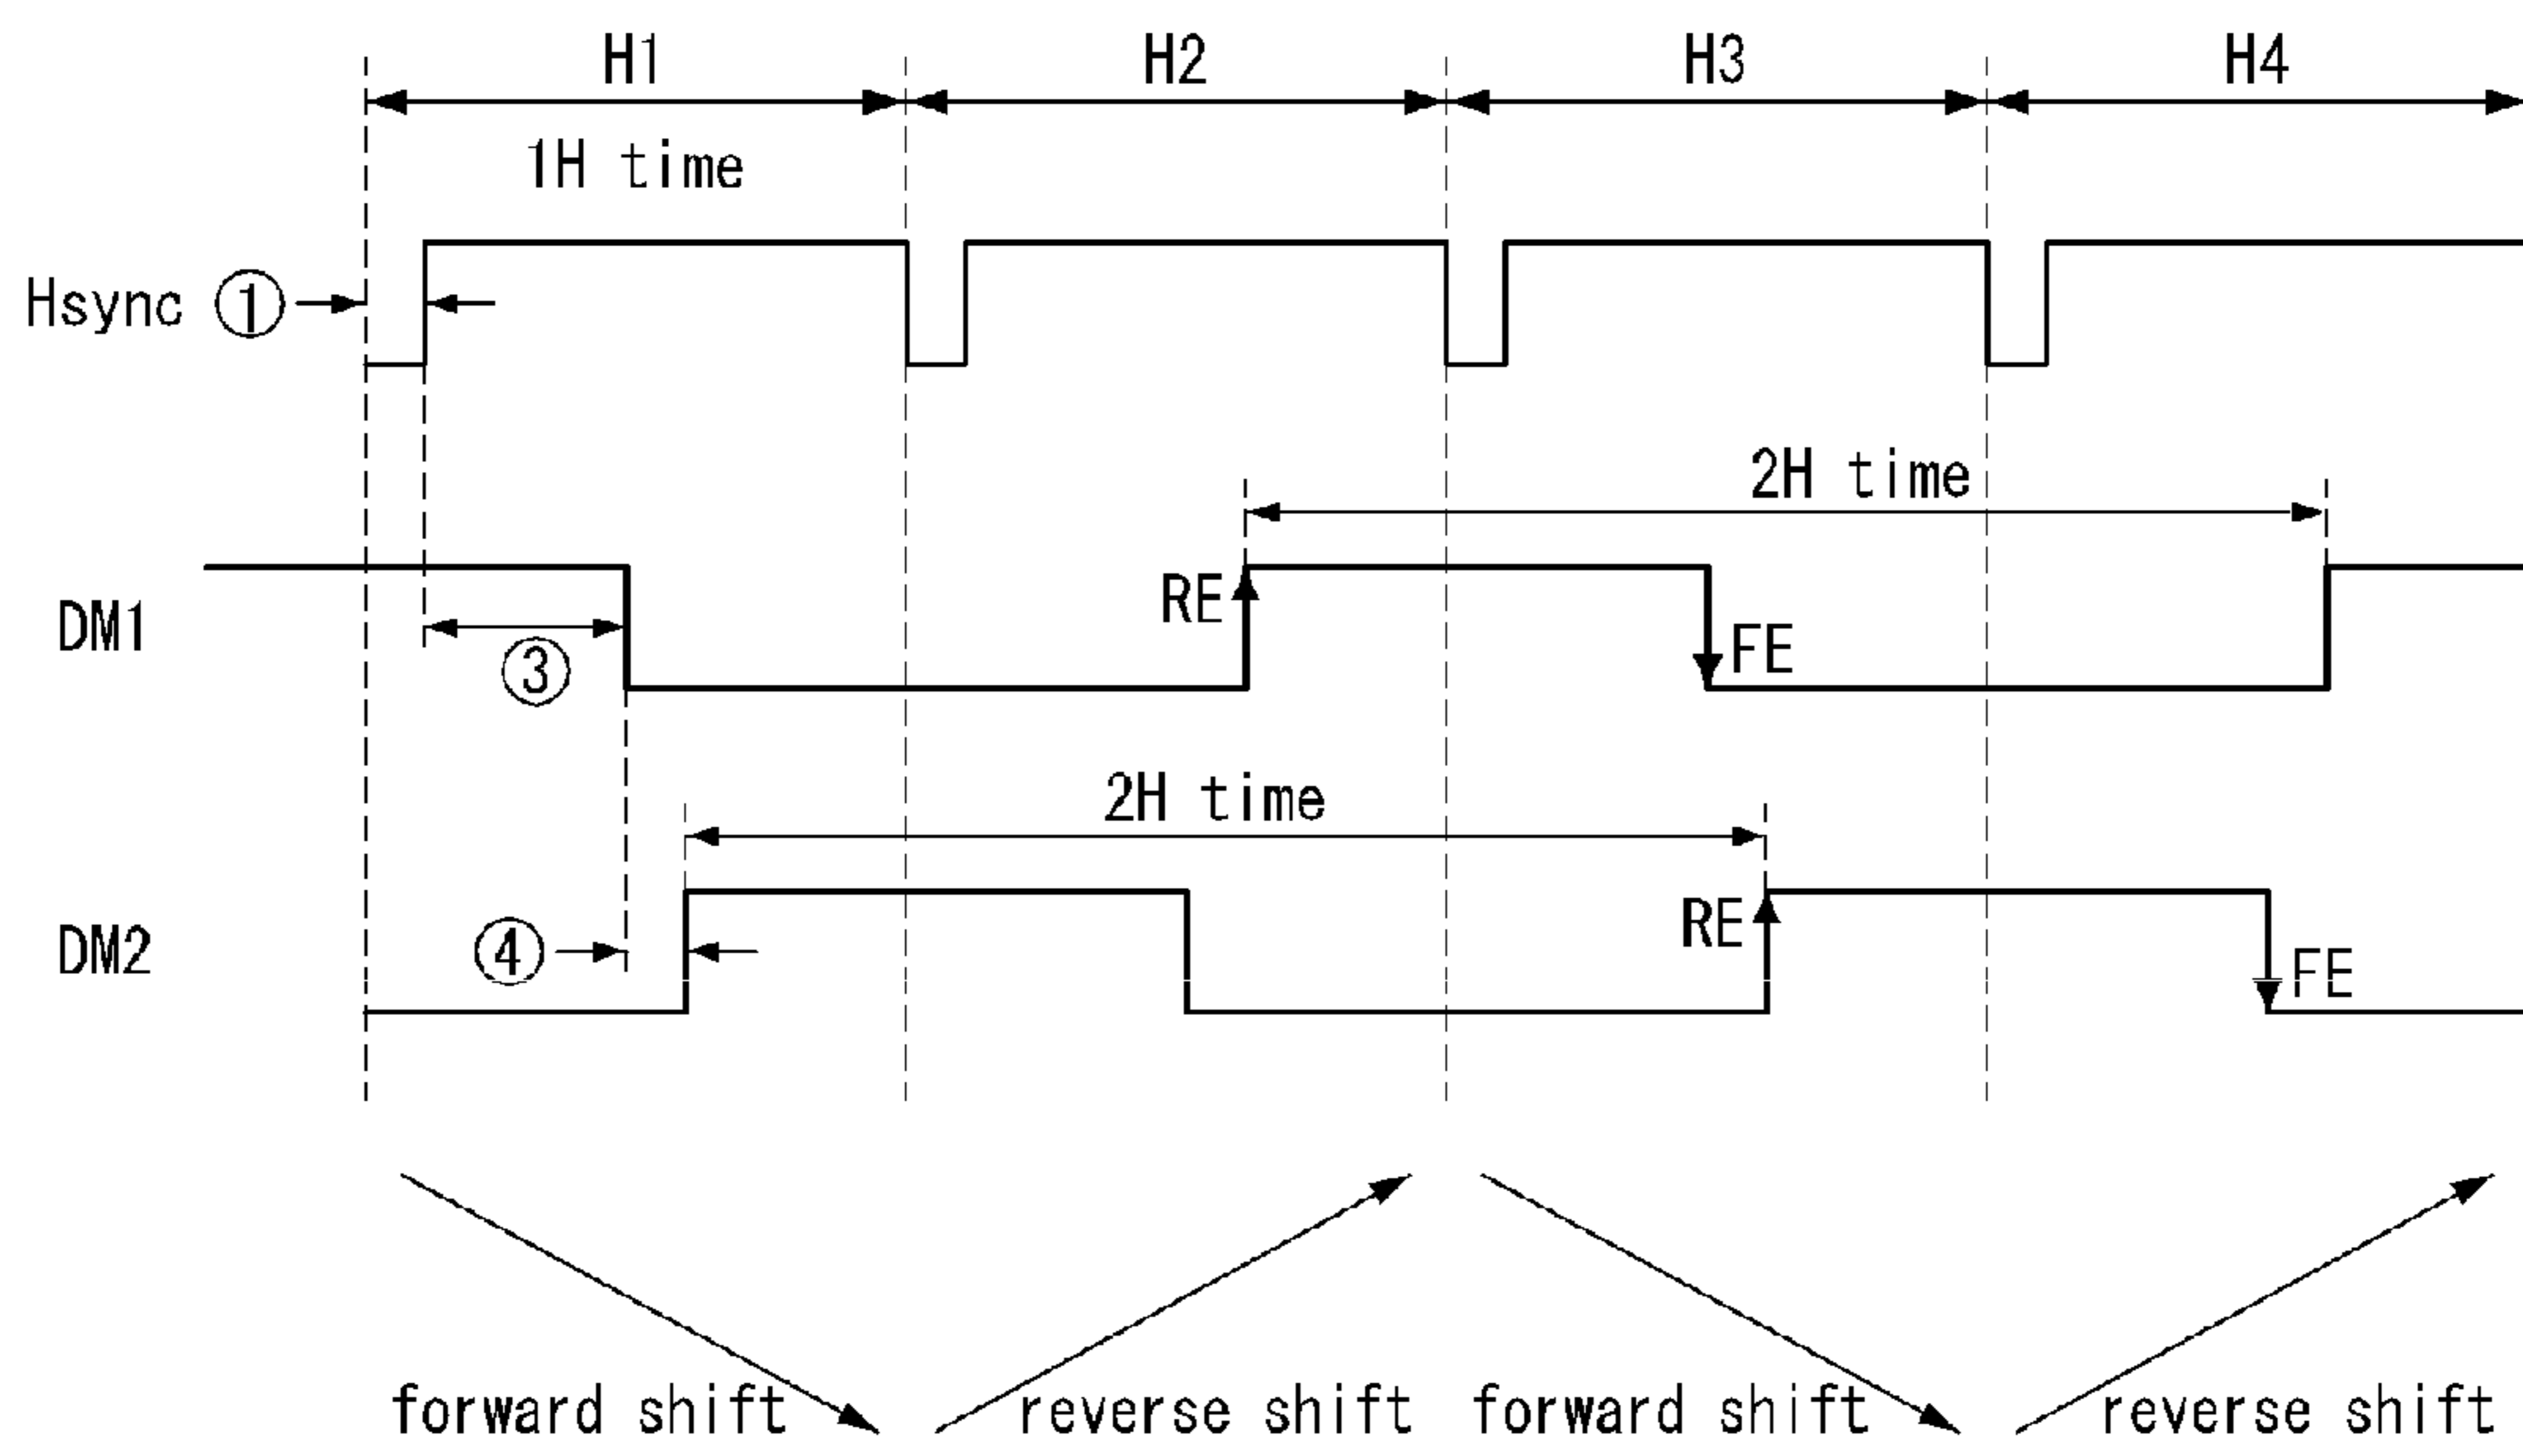 H1 H2 H3 H4
1H time
Hsync ①
2H time
RE
DM1
FE
③
2H time
RE
DM2
④
FE
forward shift reverse shift forward shift reverse shift